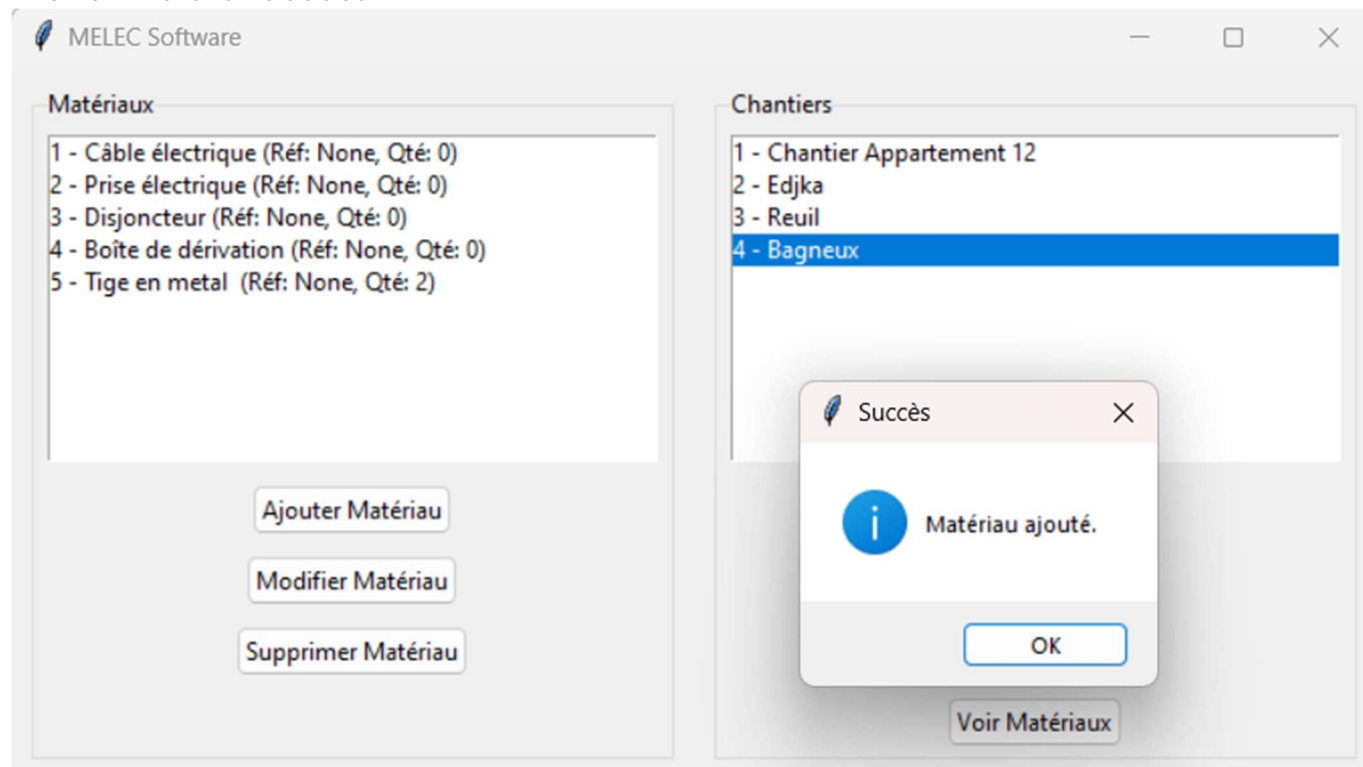 MELEC Software
Matériaux
1 - Câble électrique (Réf: None, Qté: 0)
2 - Prise électrique (Réf: None, Qté: 0)
3 - Disjoncteur (Réf: None, Qté: 0)
4 - Boîte de dérivation (Réf: None, Qté: 0)
5 - Tige en metal  (Réf: None, Qté: 2)
Ajouter Matériau
Modifier Matériau
Supprimer Matériau
Chantiers
1 - Chantier Appartement 12
2 - Edjka
3 - Reuil
4 - Bagneux
Succès
Matériau ajouté.
OK
Voir Matériaux